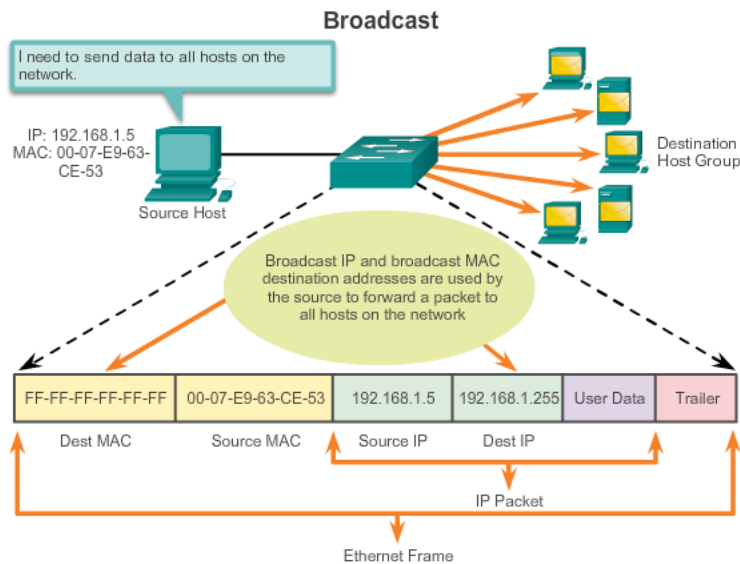 Broadcast
I need to send data to all hosts on the
network.
IP: 192.168.1.5
MAC: 00-07-E9-63-
CE-53
Source Host
Destination
Host Group
Broadcast IP and broadcast MAC
destination addresses are used by
the source to forward a packet to
all hosts on the network
FF-FF-FF-FF-FF-FF
00-07-E9-63-CE-53
192.168.1.5
192.168.1.255
User Data
Trailer
Dest MAC
Source MAC
Source IP
Dest IP
IP Packet
Ethernet Frame